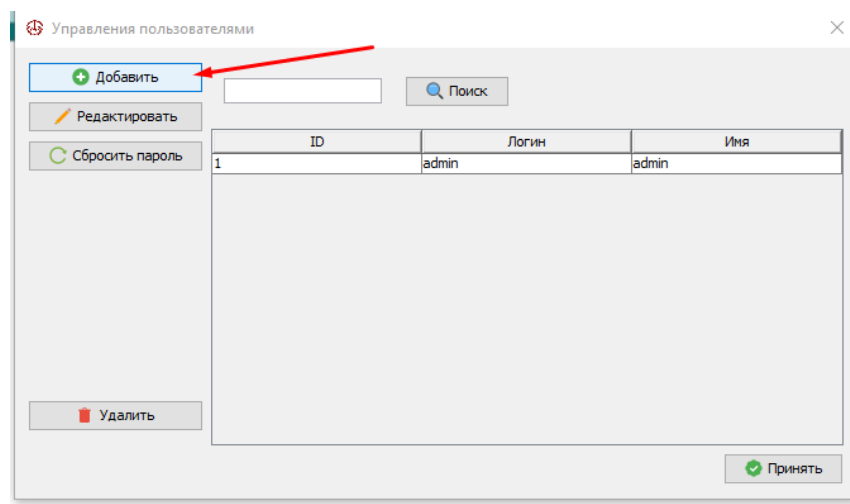 Управления пользователями
Добавить
Поиск
Редактировать
Сбросить пароль
ID Логин Имя
1 admin admin
Удалить
Принять